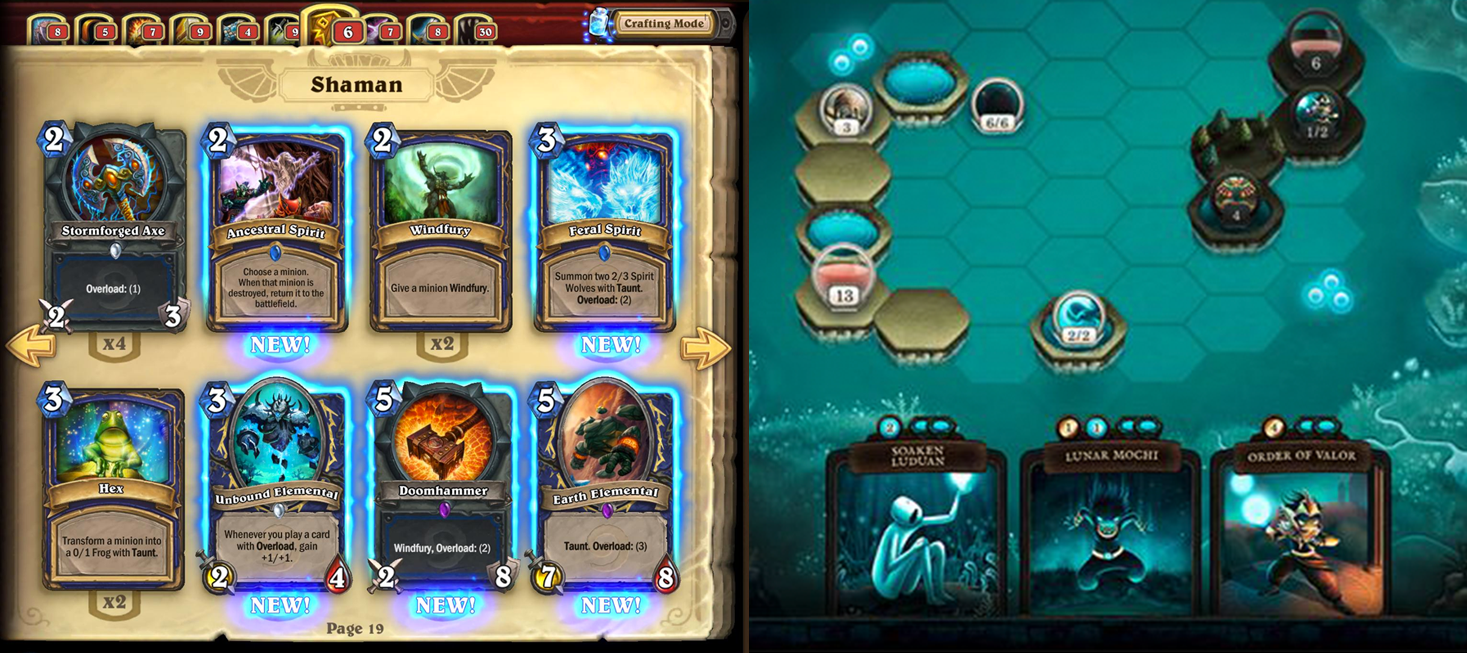 8 5 7 9 4 9 6 7 8 30
Crafting Mode
Shaman
2
Stormforged Axe
Overload: (1)
2 3
x4
2
Ancestral Spirit
Choose a minion.
When that minion is
destroyed, return it to the
battlefield.
NEW!
2
Windfury
Give a minion Windfury.
x2
3
Feral Spirit
Summon two 2/3 Spirit
Wolves with Taunt.
Overload: (2)
NEW!
3
Hex
Transform a minion into
a 0/1 Frog with Taunt.
x2
3
Unbound Elemental
Whenever you play a card
with Overload, gain
+1/+1.
2 4
NEW!
5
Doomhammer
Windfury, Overload: (2)
2 8
NEW!
5
Earth Elemental
Taunt. Overload: (3)
7 8
NEW!
Page 19
6
3
6/6
1/2
4
13
2/2
2
SOAKEN
LUDUAN
1 1
LUNAR MOCHI
4
ORDER OF VALOR